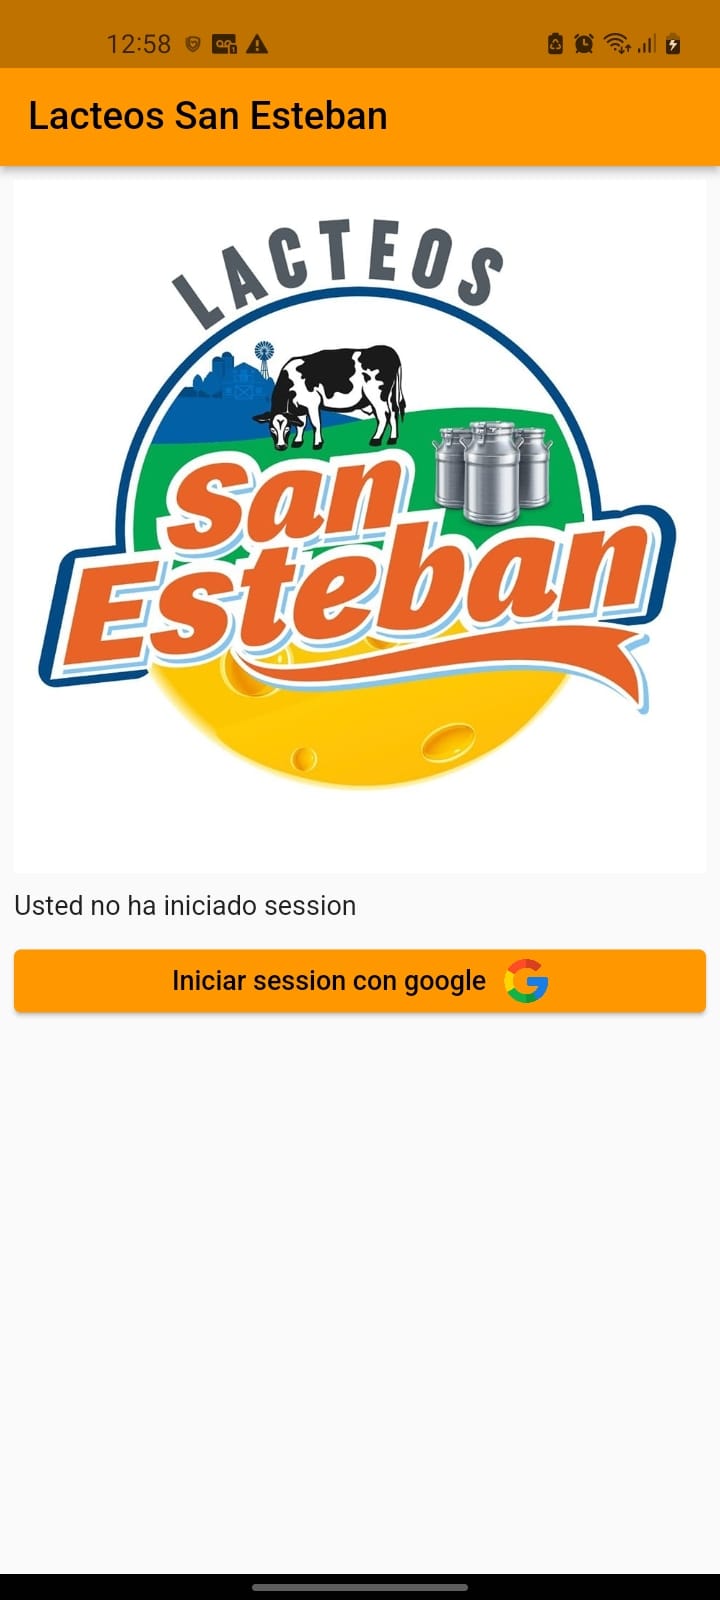 12:58
Lacteos San Esteban
LACTEOS
San
Esteban
Usted no ha iniciado session
Iniciar session con google